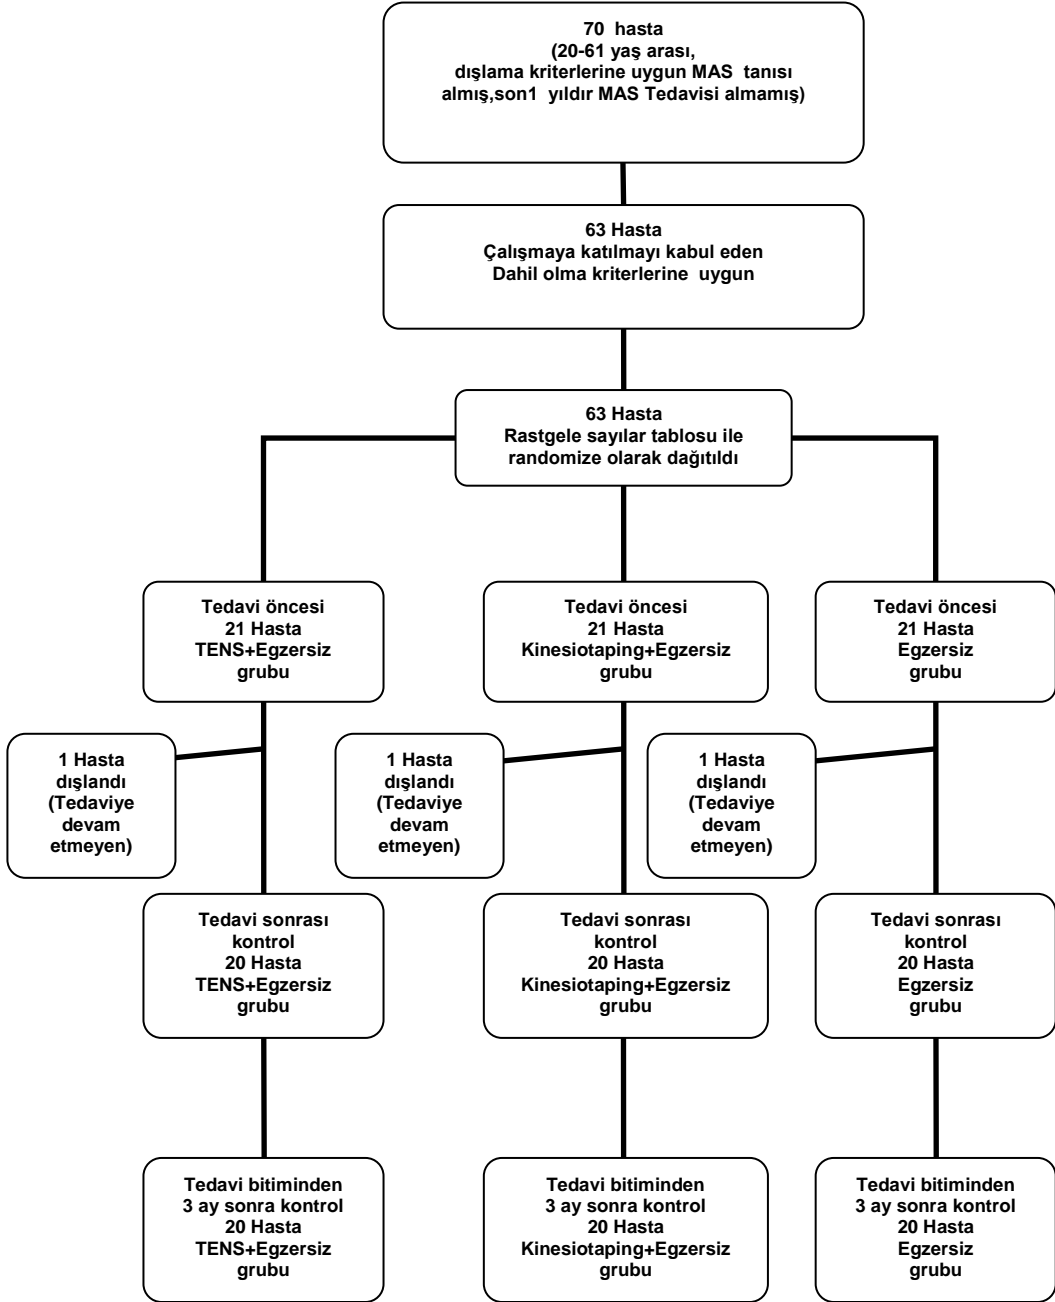 70 hasta
(20-61 yaş arası,
dışlama kriterlerine uygun MAS tanısı
almış,son1 yıldır MAS Tedavisi almamış)
63 Hasta
Çalışmaya katılmayı kabul eden
Dahil olma kriterlerine uygun
63 Hasta
Rastgele sayılar tablosu ile
randomize olarak dağıtıldı
Tedavi öncesi
21 Hasta
TENS+Egzersiz
grubu
Tedavi öncesi
21 Hasta
Kinesiotaping+Egzersiz
grubu
Tedavi öncesi
21 Hasta
Egzersiz
grubu
1 Hasta
dışlandı
(Tedaviye
devam
etmeyen)
1 Hasta
dışlandı
(Tedaviye
devam
etmeyen)
1 Hasta
dışlandı
(Tedaviye
devam
etmeyen)
Tedavi sonrası
kontrol
20 Hasta
TENS+Egzersiz
grubu
Tedavi sonrası
kontrol
20 Hasta
Kinesiotaping+Egzersiz
grubu
Tedavi sonrası
kontrol
20 Hasta
Egzersiz
grubu
Tedavi bitiminden
3 ay sonra kontrol
20 Hasta
TENS+Egzersiz
grubu
Tedavi bitiminden
3 ay sonra kontrol
20 Hasta
Kinesiotaping+Egzersiz
grubu
Tedavi bitiminden
3 ay sonra kontrol
20 Hasta
Egzersiz
grubu